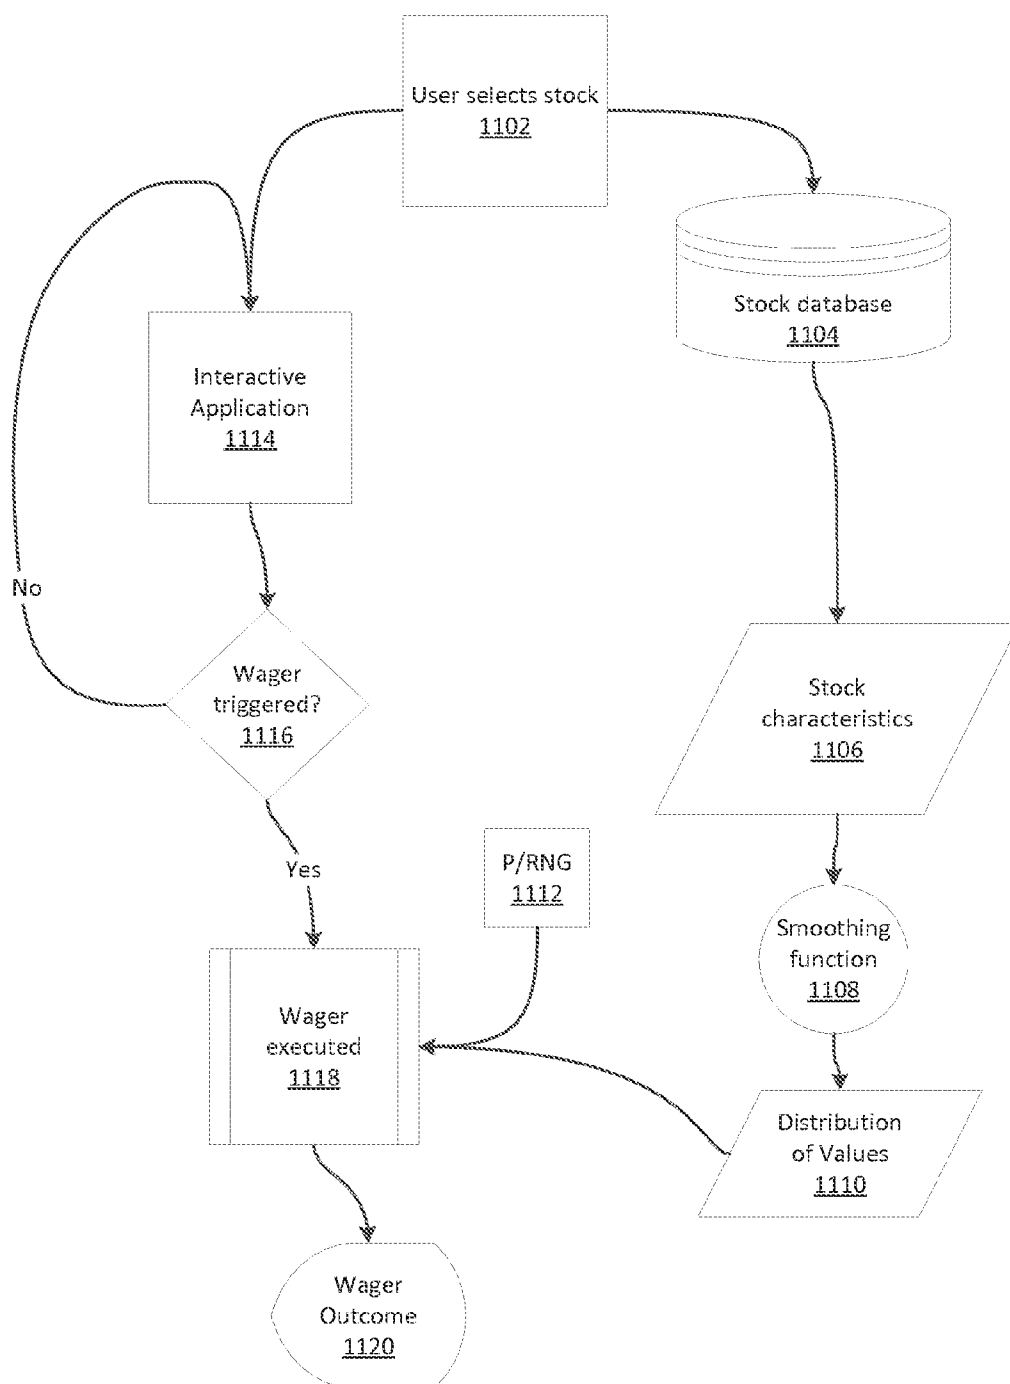 User selects stock
1102
Stock database
1104
Interactive
Application
1114
No
Wager
triggered?
1116
Stock
characteristics
1106
Yes
P/RNG
1112
Smoothing
function
1108
Wager
executed
1118
Distribution
of Values
1110
Wager
Outcome
1120